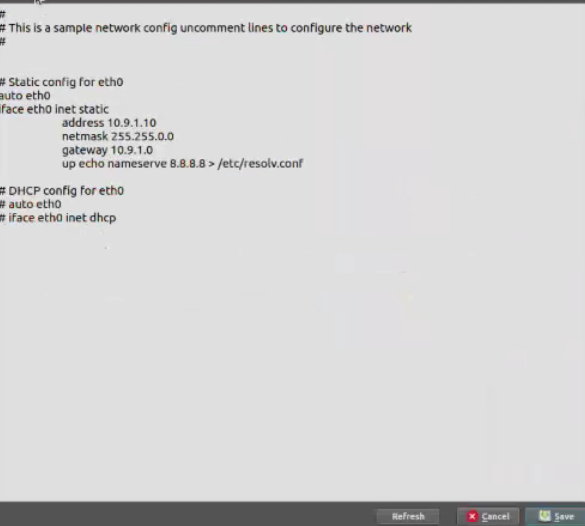 #
# This is a sample network config uncomment lines to configure the network
#
# Static config for eth0
auto eth0
iface eth0 inet static
address 10.9.1.10
netmask 255.255.0.0
gateway 10.9.1.0
up echo nameserve 8.8.8.8 > /etc/resolv.conf
# DHCP config for eth0
# auto eth0
# iface eth0 inet dhcp
Refresh
Cancel
Save